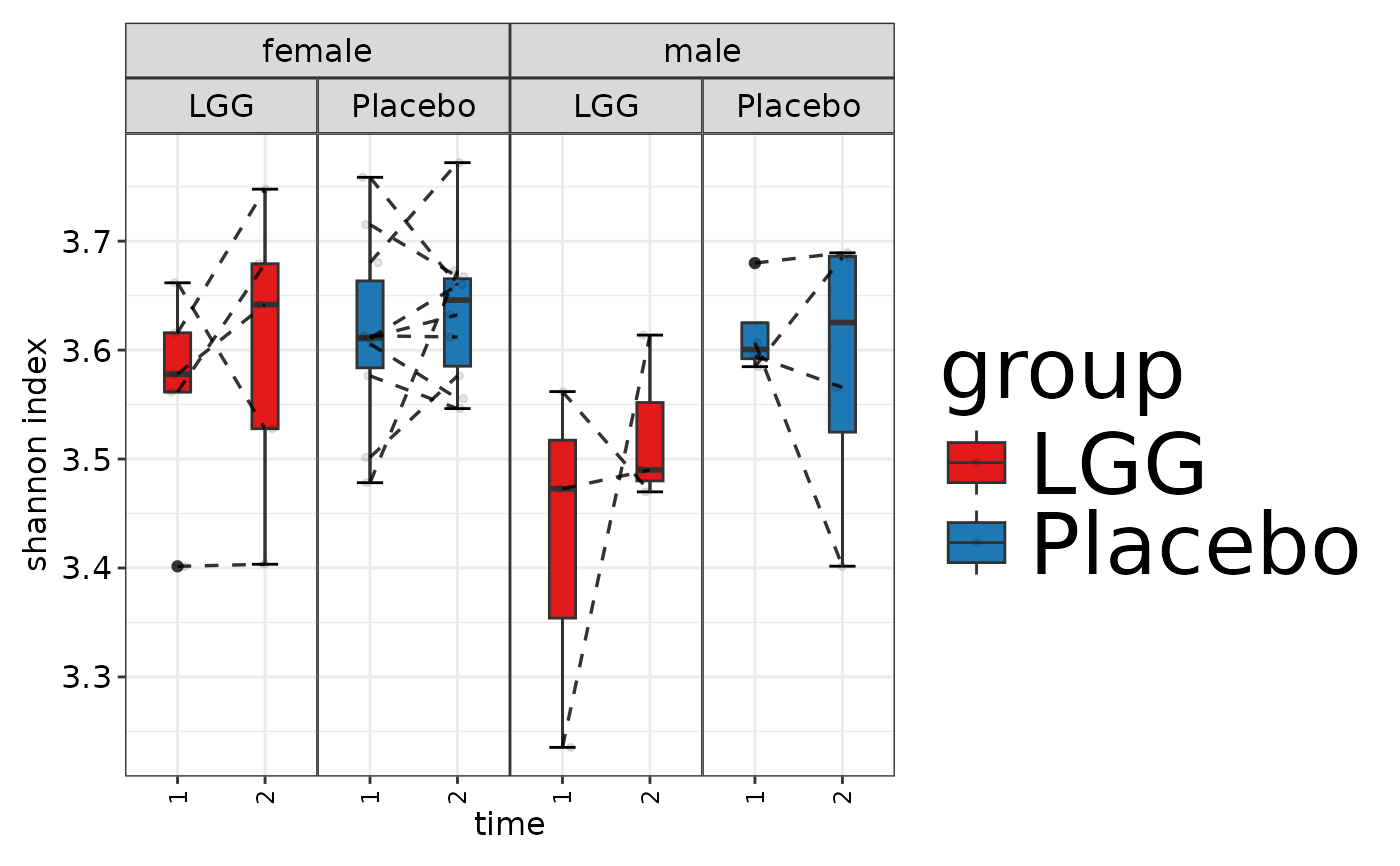 female male
LGG Placebo LGG Placebo
3.7
3.6
3.5
3.4
3.3
shannon index
1 2 1 2 1 2 1 2
time
group
LGG
Placebo